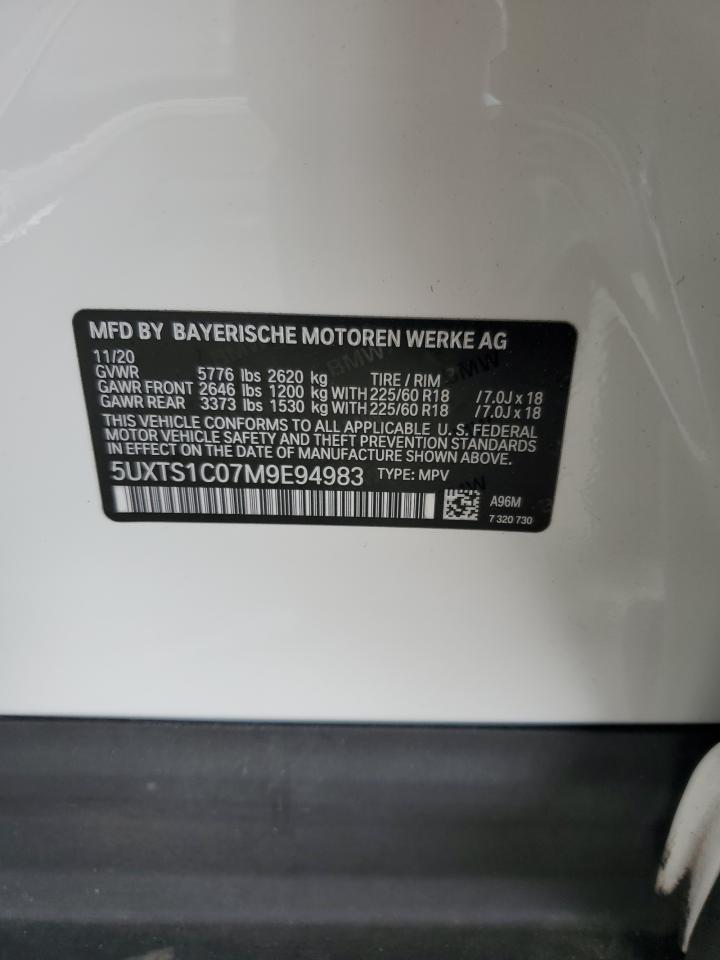 MFD BY BAYERISCHE MOTOREN WERKE AG
11/20
GVWR 5776 lbs 2620 kg TIRE / RIM
GAWR FRONT 2646 lbs 1200 kg WITH 225/60 R18 /7.0J x 18
GAWR REAR 3373 lbs 1530 kg WITH 225/60 R18 /7.0J x 18
THIS VEHICLE CONFORMS TO ALL APPLICABLE U. S. FEDERAL
MOTOR VEHICLE SAFETY AND THEFT PREVENTION STANDARDS
IN EFFECT ON THE DATE OF MANUFACTURE SHOWN ABOVE.
5UXTS1C07M9E94983 TYPE: MPV
A96M
7 320 730
BMW
BMW
BMW